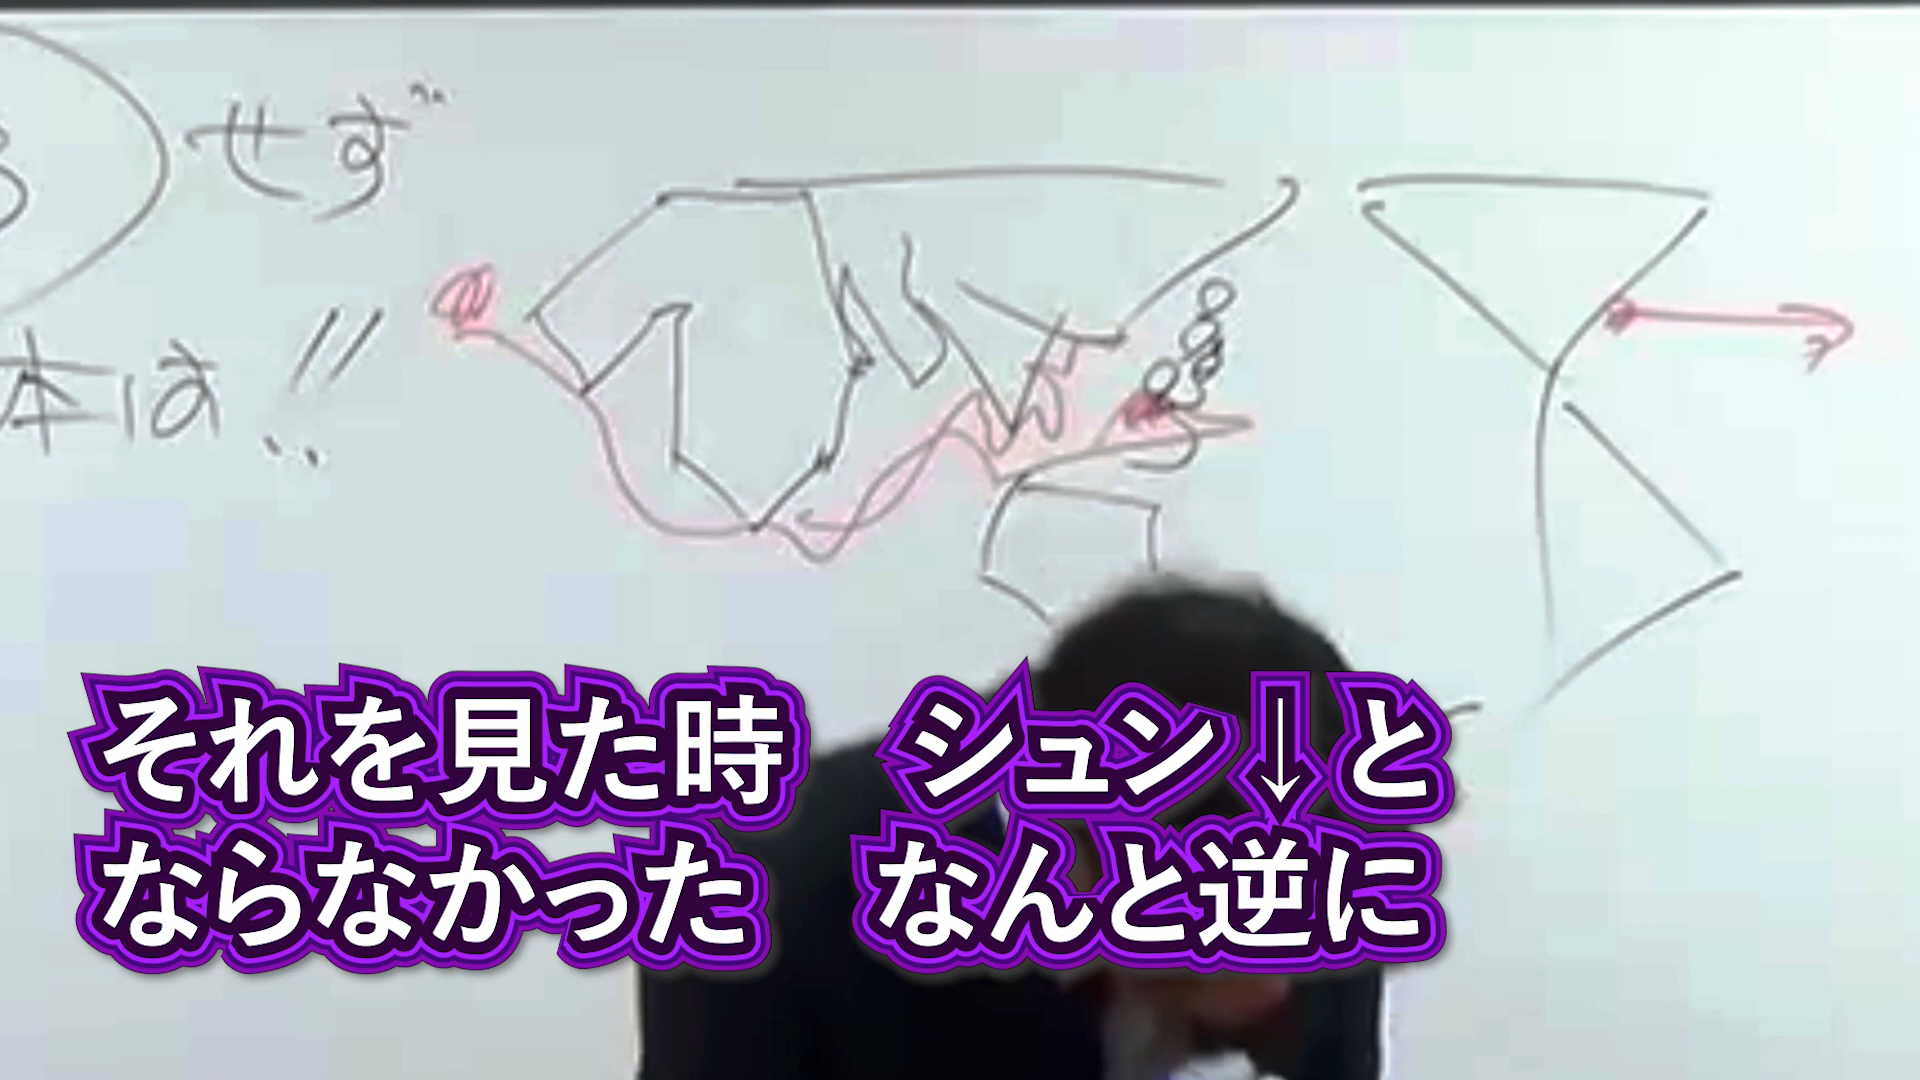 せず
本は!!
それを見た時 シュン↓と
ならなかった なんと逆に